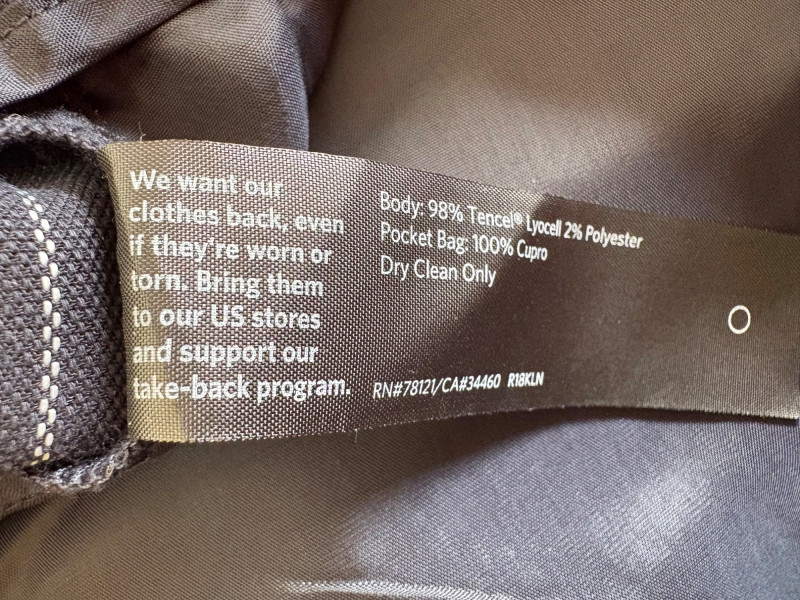 We want our
clothes back, even
if they're worn or
torn. Bring them
to our US stores
and support our
take-back program.
Body: 98% Tencel® Lyocell 2% Polyester
Pocket Bag: 100% Cupro
Dry Clean Only
RN#78121/CA#34460 R18KLN